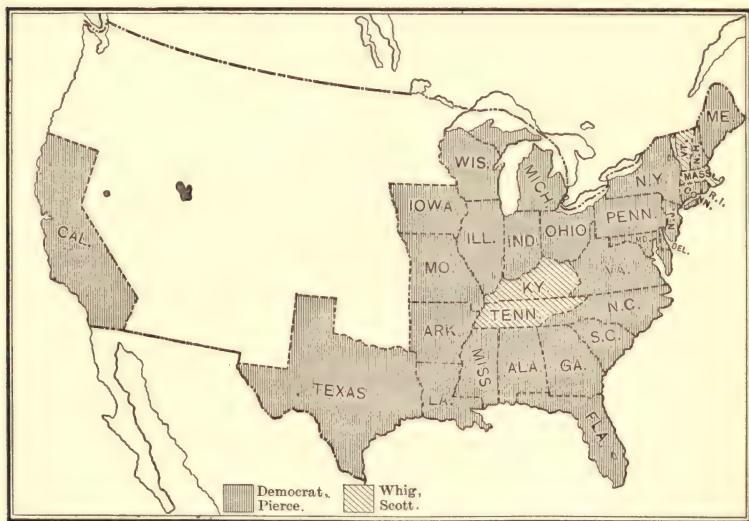 ME.
VT.
N.H.
MASS.
C.
R.I.
N.
WIS.
MICH.
N.Y
IOWA
PENN.
N.J.
CAL.
ILL.
IND.
OHIO
MD.
DEL.
MO.
VA.
KY.
N.C.
TENN.
ARK.
S.C.
TEXAS
LA.
MISS
ALA
GA.
FLA.
Democrat,
Pierce.
Whig,
Scott.